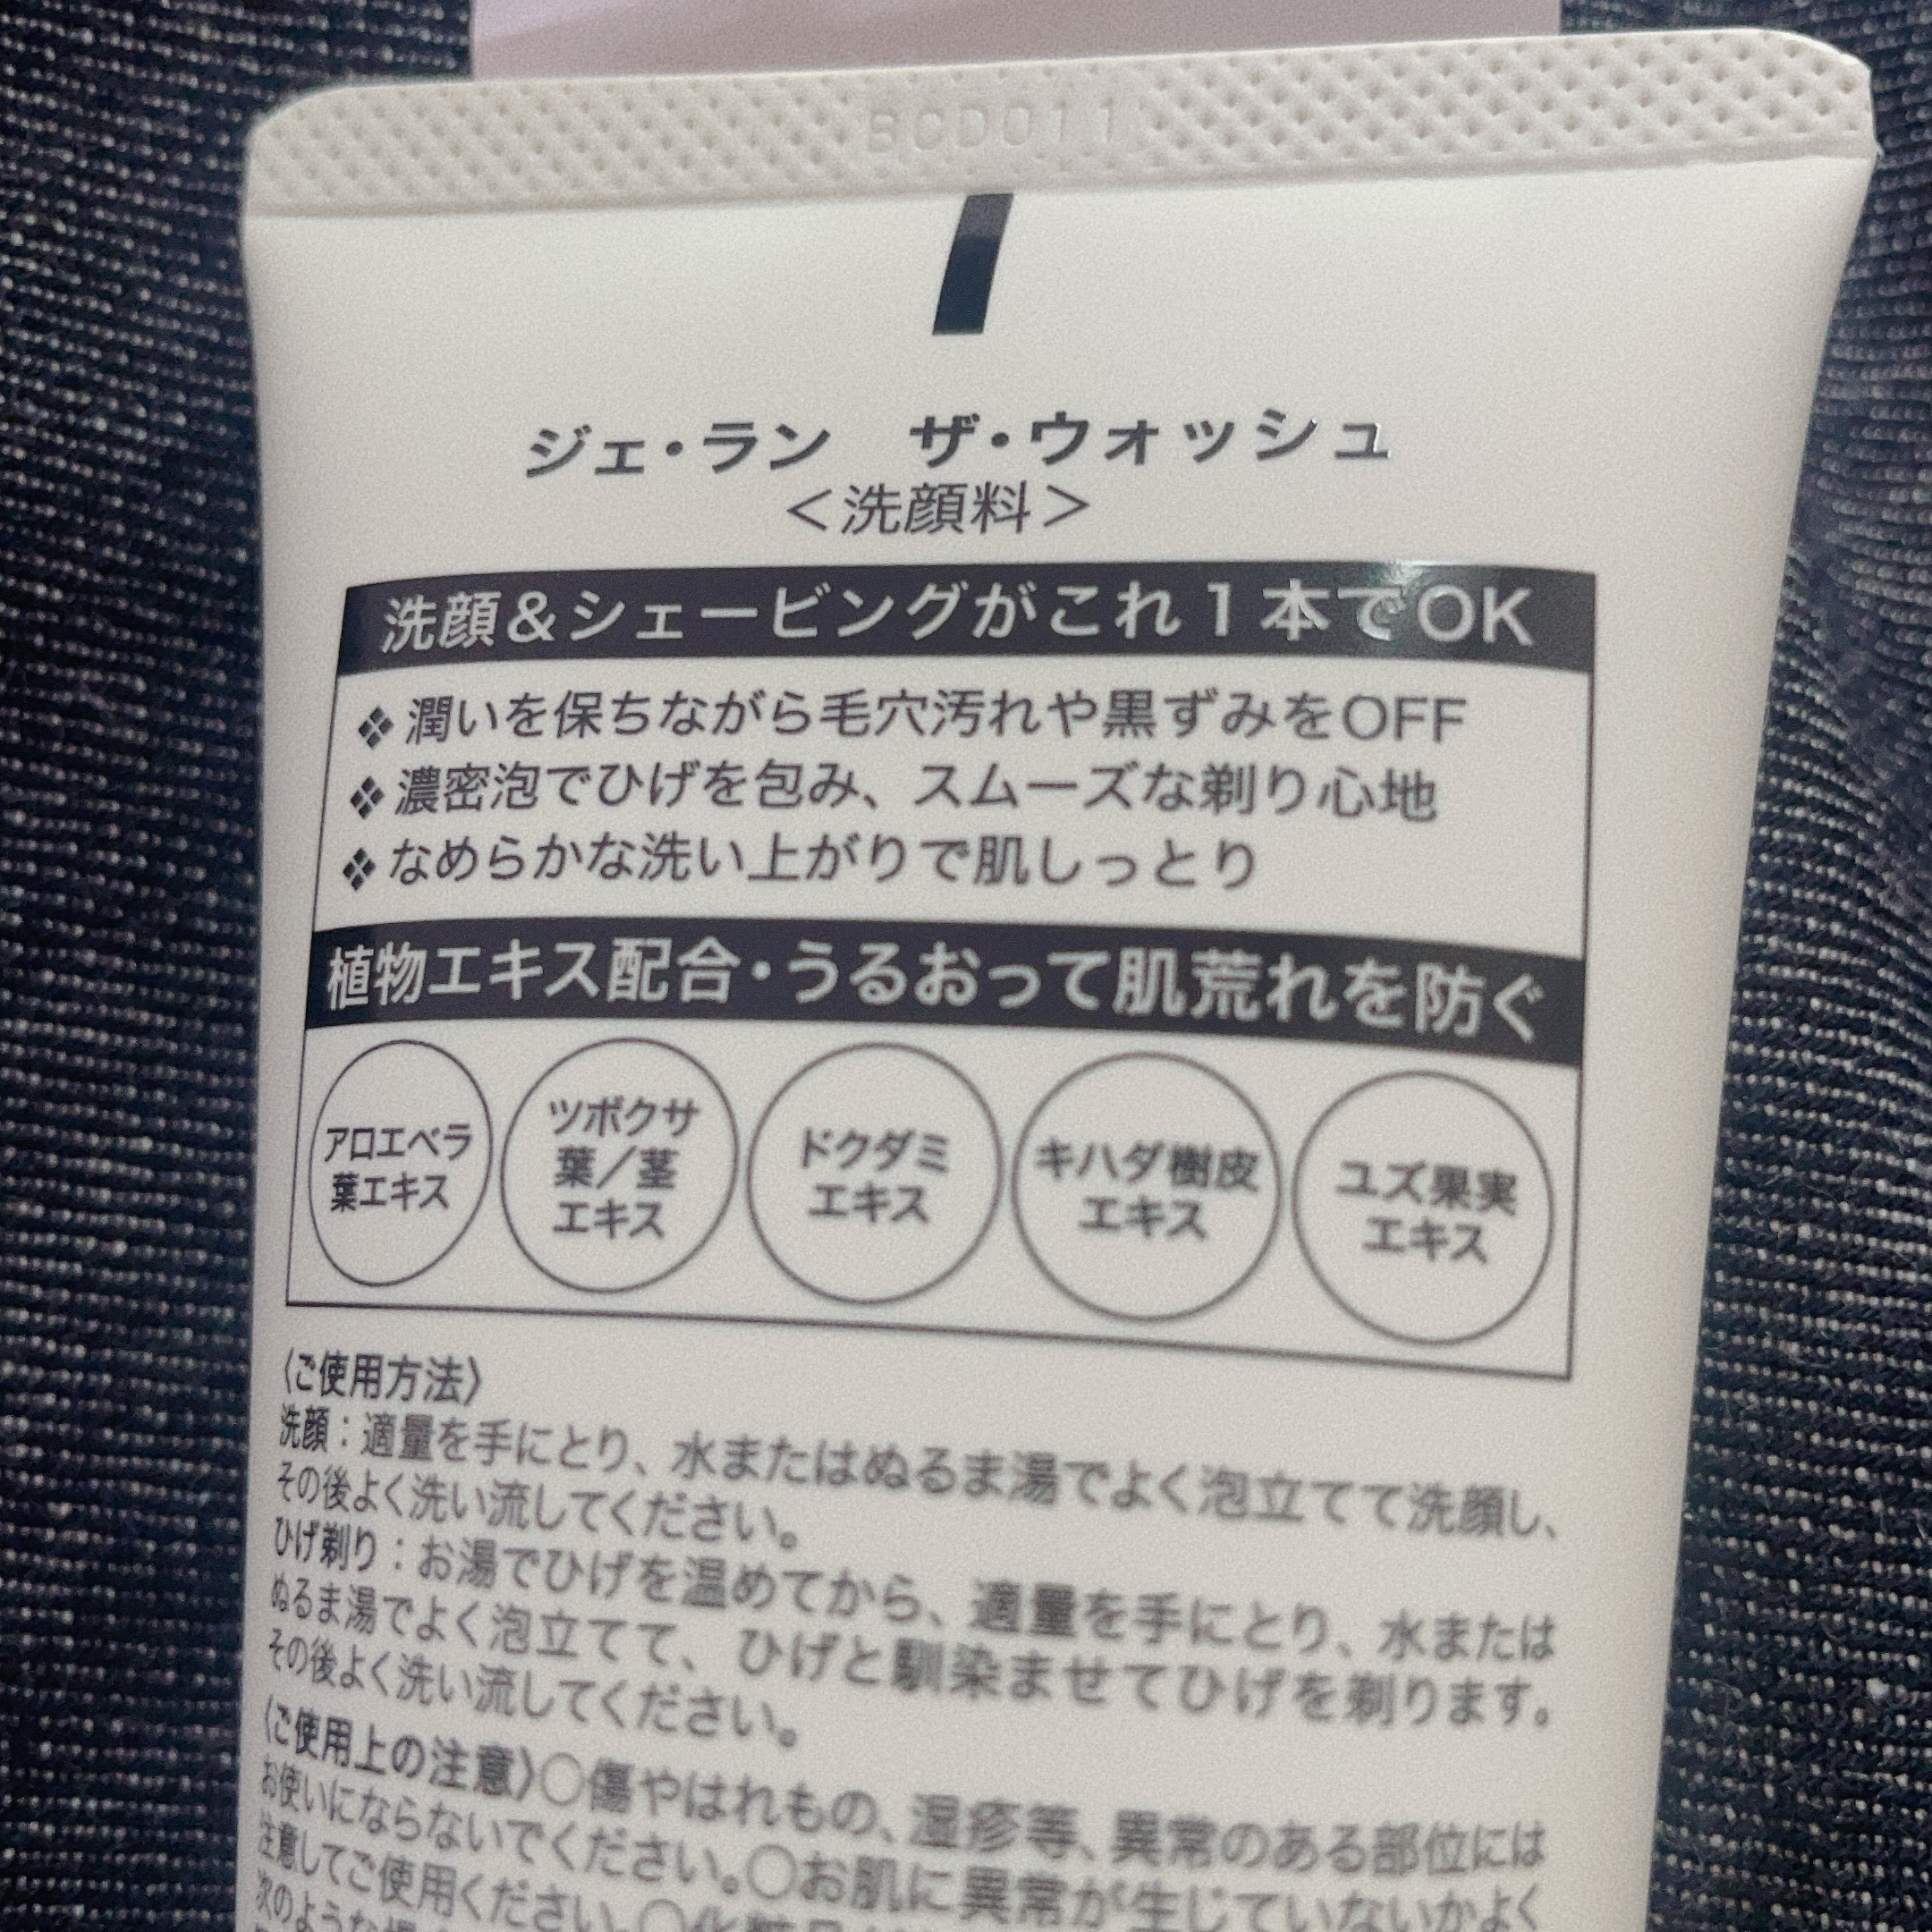 BCD011
ジェ・ラン ザ・ウォッシュ
＜洗顔料＞
洗顔＆シェービングがこれ1本でOK
❖ 潤いを保ちながら毛穴汚れや黒ずみをOFF
❖ 濃密泡でひげを包み、スムーズな剃り心地
❖ なめらかな洗い上がりで肌しっとり
植物エキス配合・うるおって肌荒れを防ぐ
アロエベラ
葉エキス
ツボクサ
葉／茎
エキス
ドクダミ
エキス
キハダ樹皮
エキス
ユズ果実
エキス
〈ご使用方法〉
洗顔：適量を手にとり、水またはぬるま湯でよく泡立てて洗顔し、
その後よく洗い流してください。
ひげ剃り：お湯でひげを温めてから、適量を手にとり、水または
ぬるま湯でよく泡立てて、ひげと馴染ませてひげを剃ります。
その後よく洗い流してください。
〈ご使用上の注意〉○傷やはれもの、湿疹等、異常のある部位には
お使いにならないでください。○お肌に異常が生じていないかよく
注意してご使用ください。○化粧品が
次のような場